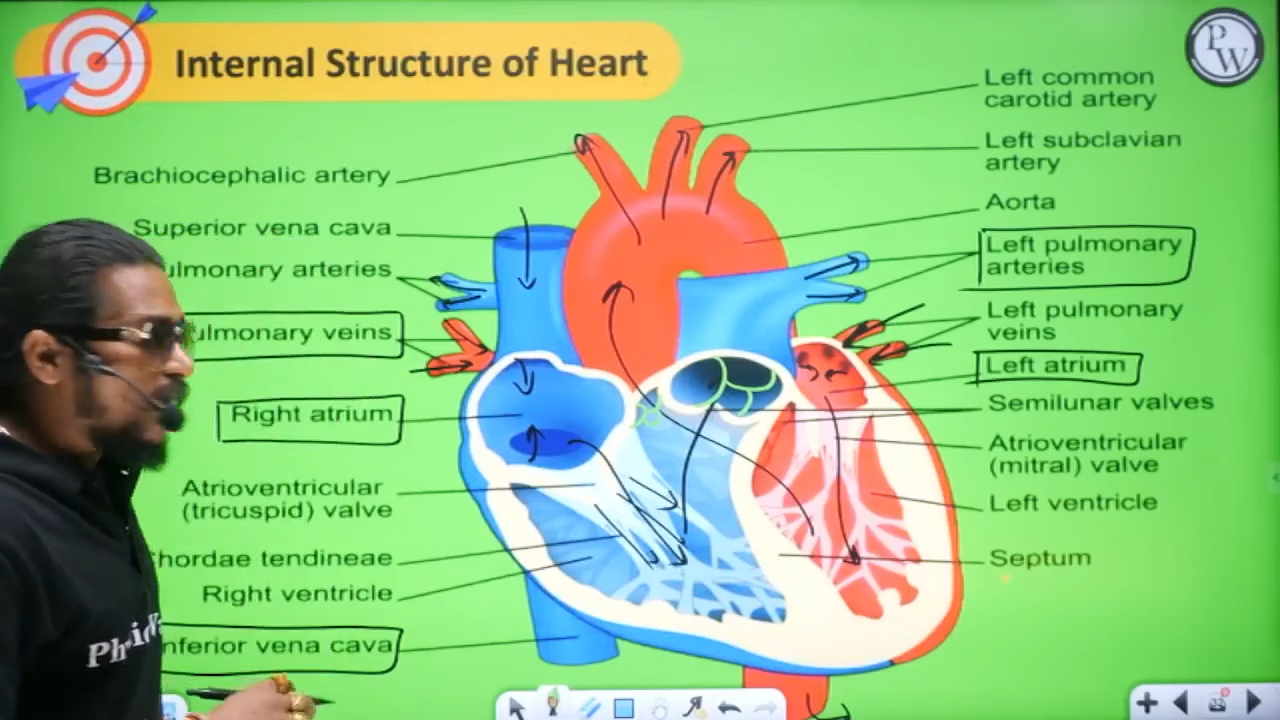 Internal Structure of Heart
PW
Left common
carotid artery
Left subclavian
artery
Brachiocephalic artery
Aorta
Superior vena cava
Left pulmonary
arteries
ulmonary arteries
Left pulmonary
veins
ulmonary veins
Left atrium
Right atrium
Semilunar valves
Atrioventricular
(mitral) valve
Atrioventricular
(tricuspid) valve
Left ventricle
hordae tendineae
Septum
Right ventricle
nferior vena cava